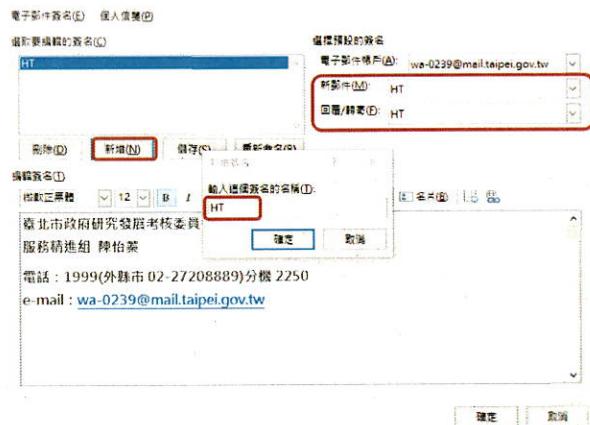 電子郵件簽名(E) 個人信箋(P)
選取要編輯的簽名(C)
HT
選擇預設的簽名
電子郵件帳戶(A): wa-0239@mail.taipei.gov.tw
新郵件(M): HT
回覆/轉寄(F): HT
刪除(D) 新增(N) 儲存(S) 重新命名(R)
新增簽名 ?
輸入這個簽名的名稱(T):
HT
確定 取消
編輯簽名(T)
微軟正黑體 12 B I 名片(B)
臺北市政府研究發展考核委員
服務精進組 陳怡蓁
電話:1999(外縣市 02-27208889)分機 2250
e-mail:wa-0239@mail.taipei.gov.tw
確定 取消